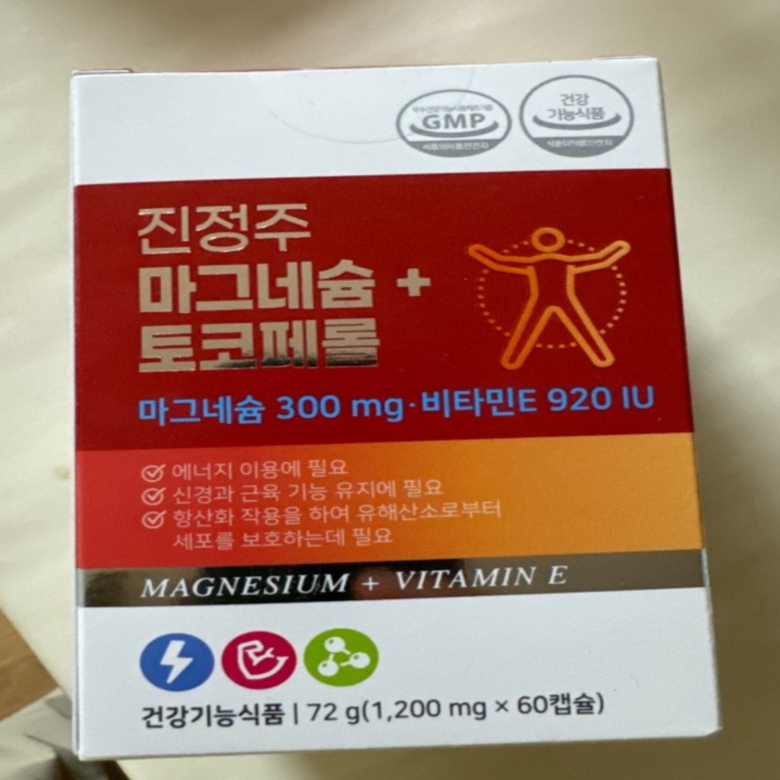 GMP
건강
기능식품
진정주
마그네슘 +
토코페롤
마그네슘 300 mg·비타민E 920 IU
에너지 이용에 필요
신경과 근육 기능 유지에 필요
항산화 작용을 하여 유해산소로부터
세포를 보호하는데 필요
MAGNESIUM + VITAMIN E
건강기능식품 | 72 g(1,200 mg × 60캡슐)